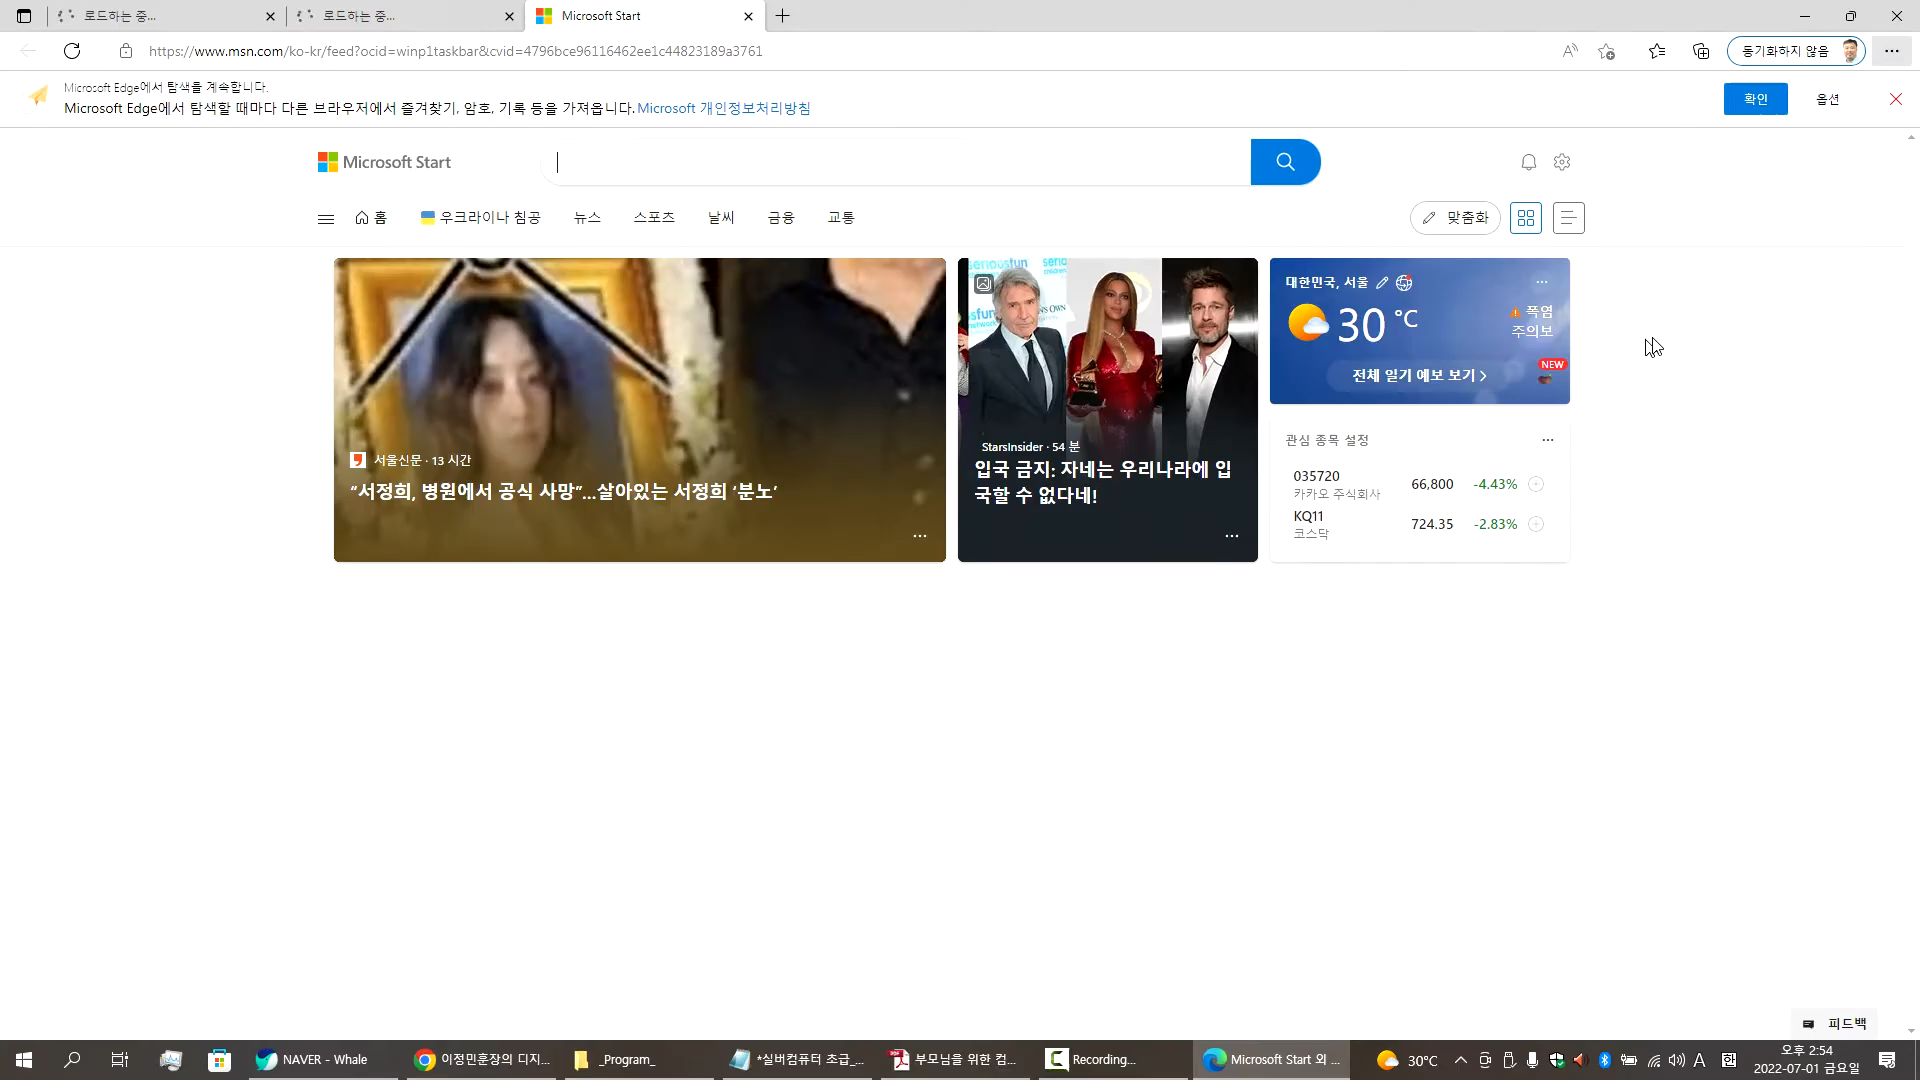 로드하는 중...
로드하는 중...
Microsoft Start
https://www.msn.com/ko-kr/feed?ocid=winp1taskbar&cvid=4796bce96116462ee1c44823189a3761
동기화하지 않음
Microsoft Edge에서 탐색을 계속합니다.
Microsoft Edge에서 탐색할 때마다 다른 브라우저에서 즐겨찾기, 암호, 기록 등을 가져옵니다. Microsoft 개인정보처리방침
확인
옵션
Microsoft Start
홈
우크라이나 침공
뉴스
스포츠
날씨
금융
교통
맞춤화
서울신문 · 13 시간
“서정희, 병원에서 공식 사망”...살아있는 서정희 ‘분노’
StarsInsider · 54 분
입국 금지: 자네는 우리나라에 입
국할 수 없다네!
대한민국, 서울
30 °C
폭염
주의보
전체 일기 예보 보기
NEW
관심 종목 설정
035720
카카오 주식회사
66,800
-4.43%
KQ11
코스닥
724.35
-2.83%
피드백
NAVER - Whale
이정민훈장의 디지...
_Program_
*실버컴퓨터 초급_...
부모님을 위한 컴...
Recording...
Microsoft Start 외 ...
30°C
A
한
오후 2:54
2022-07-01 금요일